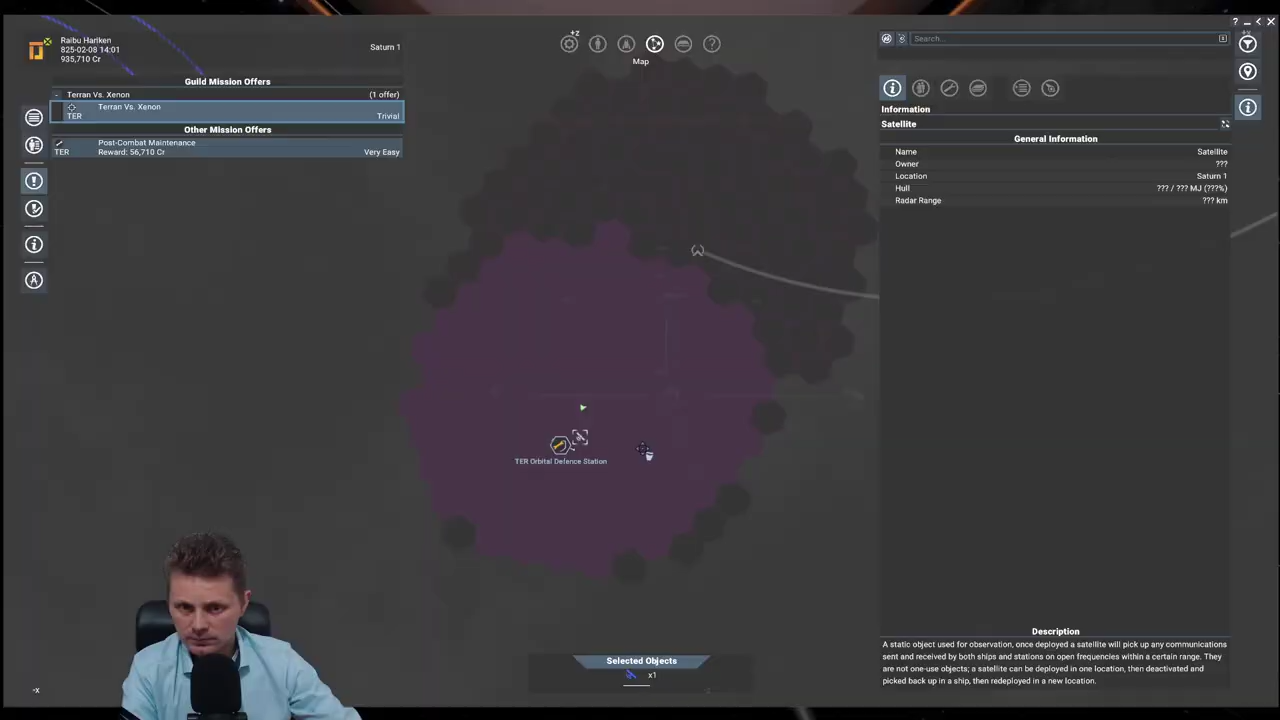 Raibu Hariken
825-02-08 14:01
935,710 Cr
Saturn 1
Guild Mission Offers
- Terran Vs. Xenon (1 offer)
Terran Vs. Xenon
TER Trivial
Other Mission Offers
Post-Combat Maintenance
TER Reward: 56,710 Cr Very Easy
+z
Map
TER Orbital Defence Station
Selected Objects
x1
-x
Search...
Information
Satellite
General Information
Name Satellite
Owner ???
Location Saturn 1
Hull ??? / ??? MJ (???%)
Radar Range ??? km
Description
A static object used for observation, once deployed a satellite will pick up any communications
sent and received by both ships and stations on open frequencies within a certain range. They
are not one-use objects; a satellite can be deployed in one location, then deactivated and
picked back up in a ship, then redeployed in a new location.